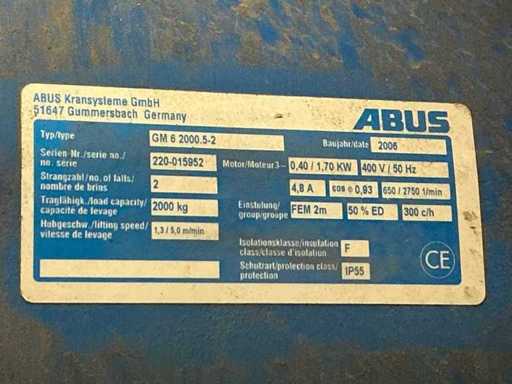 ABUS Kransysteme GmbH
51647 Gummersbach Germany
ABUS
Typ/type GM 6 2000.5-2 Baujahr/date 2006
Serien-Nr./serie no./ no. série 220-015952 Motor/Moteur3~ 0,40 / 1,70 KW 400 V / 50 Hz
Strangzahl/no. of falls/ nombre de brins 2 4,8 A cos φ 0,93 650 / 2750 1/min
Tragfähigk./load capacity/ capacité de levage 2000 kg Einstufung/ group/groupe FEM 2m 50 % ED 300 c/h
Hubgeschw./lifting speed/ vitesse de levage 1,3 / 5,0 m/min
Isolationsklasse/insulation class/classe d'isolation F
Schutzart/protection class/ protection IP55
CE